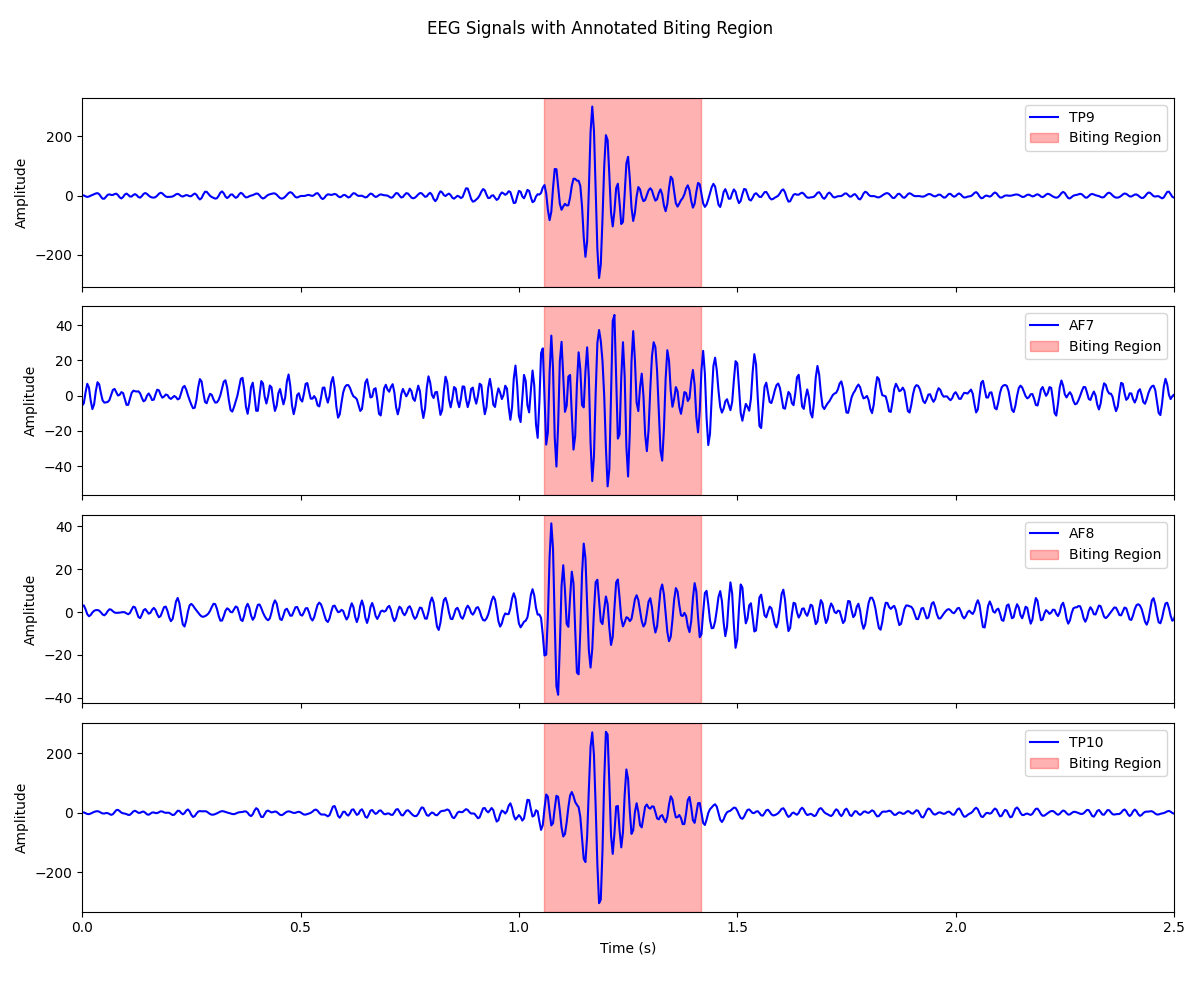 EEG Signals with Annotated Biting Region
TP9
Biting Region
Amplitude
200
0
−200
AF7
Biting Region
Amplitude
40
20
0
−20
−40
AF8
Biting Region
Amplitude
40
20
0
−20
−40
TP10
Biting Region
Amplitude
200
0
−200
0.0 0.5 1.0 1.5 2.0 2.5
Time (s)